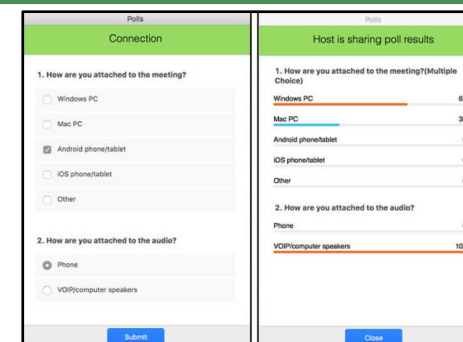 Polls
Connection
1. How are you attached to the meeting?
Windows PC
Mac PC
Android phone/tablet
iOS phone/tablet
Other
2. How are you attached to the audio?
Phone
VOIP/computer speakers
Submit
Polls
Host is sharing poll results
1. How are you attached to the meeting?(Multiple
Choice)
Windows PC
Mac PC
Android phone/tablet
iOS phone/tablet
Other
2. How are you attached to the audio?
Phone
VOIP/computer speakers
Close